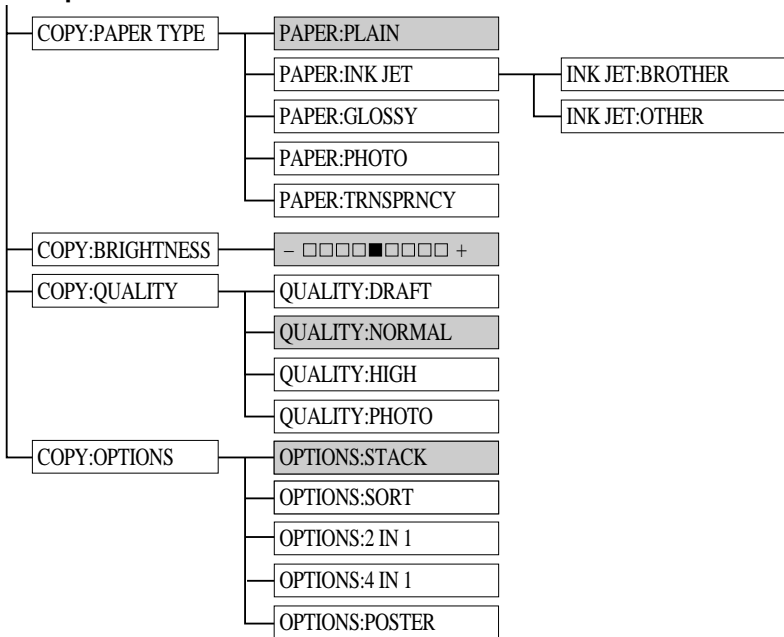 COPY:PAPER TYPE
PAPER:PLAIN
PAPER:INK JET
INK JET:BROTHER
PAPER:GLOSSY
INK JET:OTHER
PAPER:PHOTO
PAPER:TRNSPRNCY
COPY:BRIGHTNESS
– □□□□■□□□□ +
COPY:QUALITY
QUALITY:DRAFT
QUALITY:NORMAL
QUALITY:HIGH
QUALITY:PHOTO
COPY:OPTIONS
OPTIONS:STACK
OPTIONS:SORT
OPTIONS:2 IN 1
OPTIONS:4 IN 1
OPTIONS:POSTER